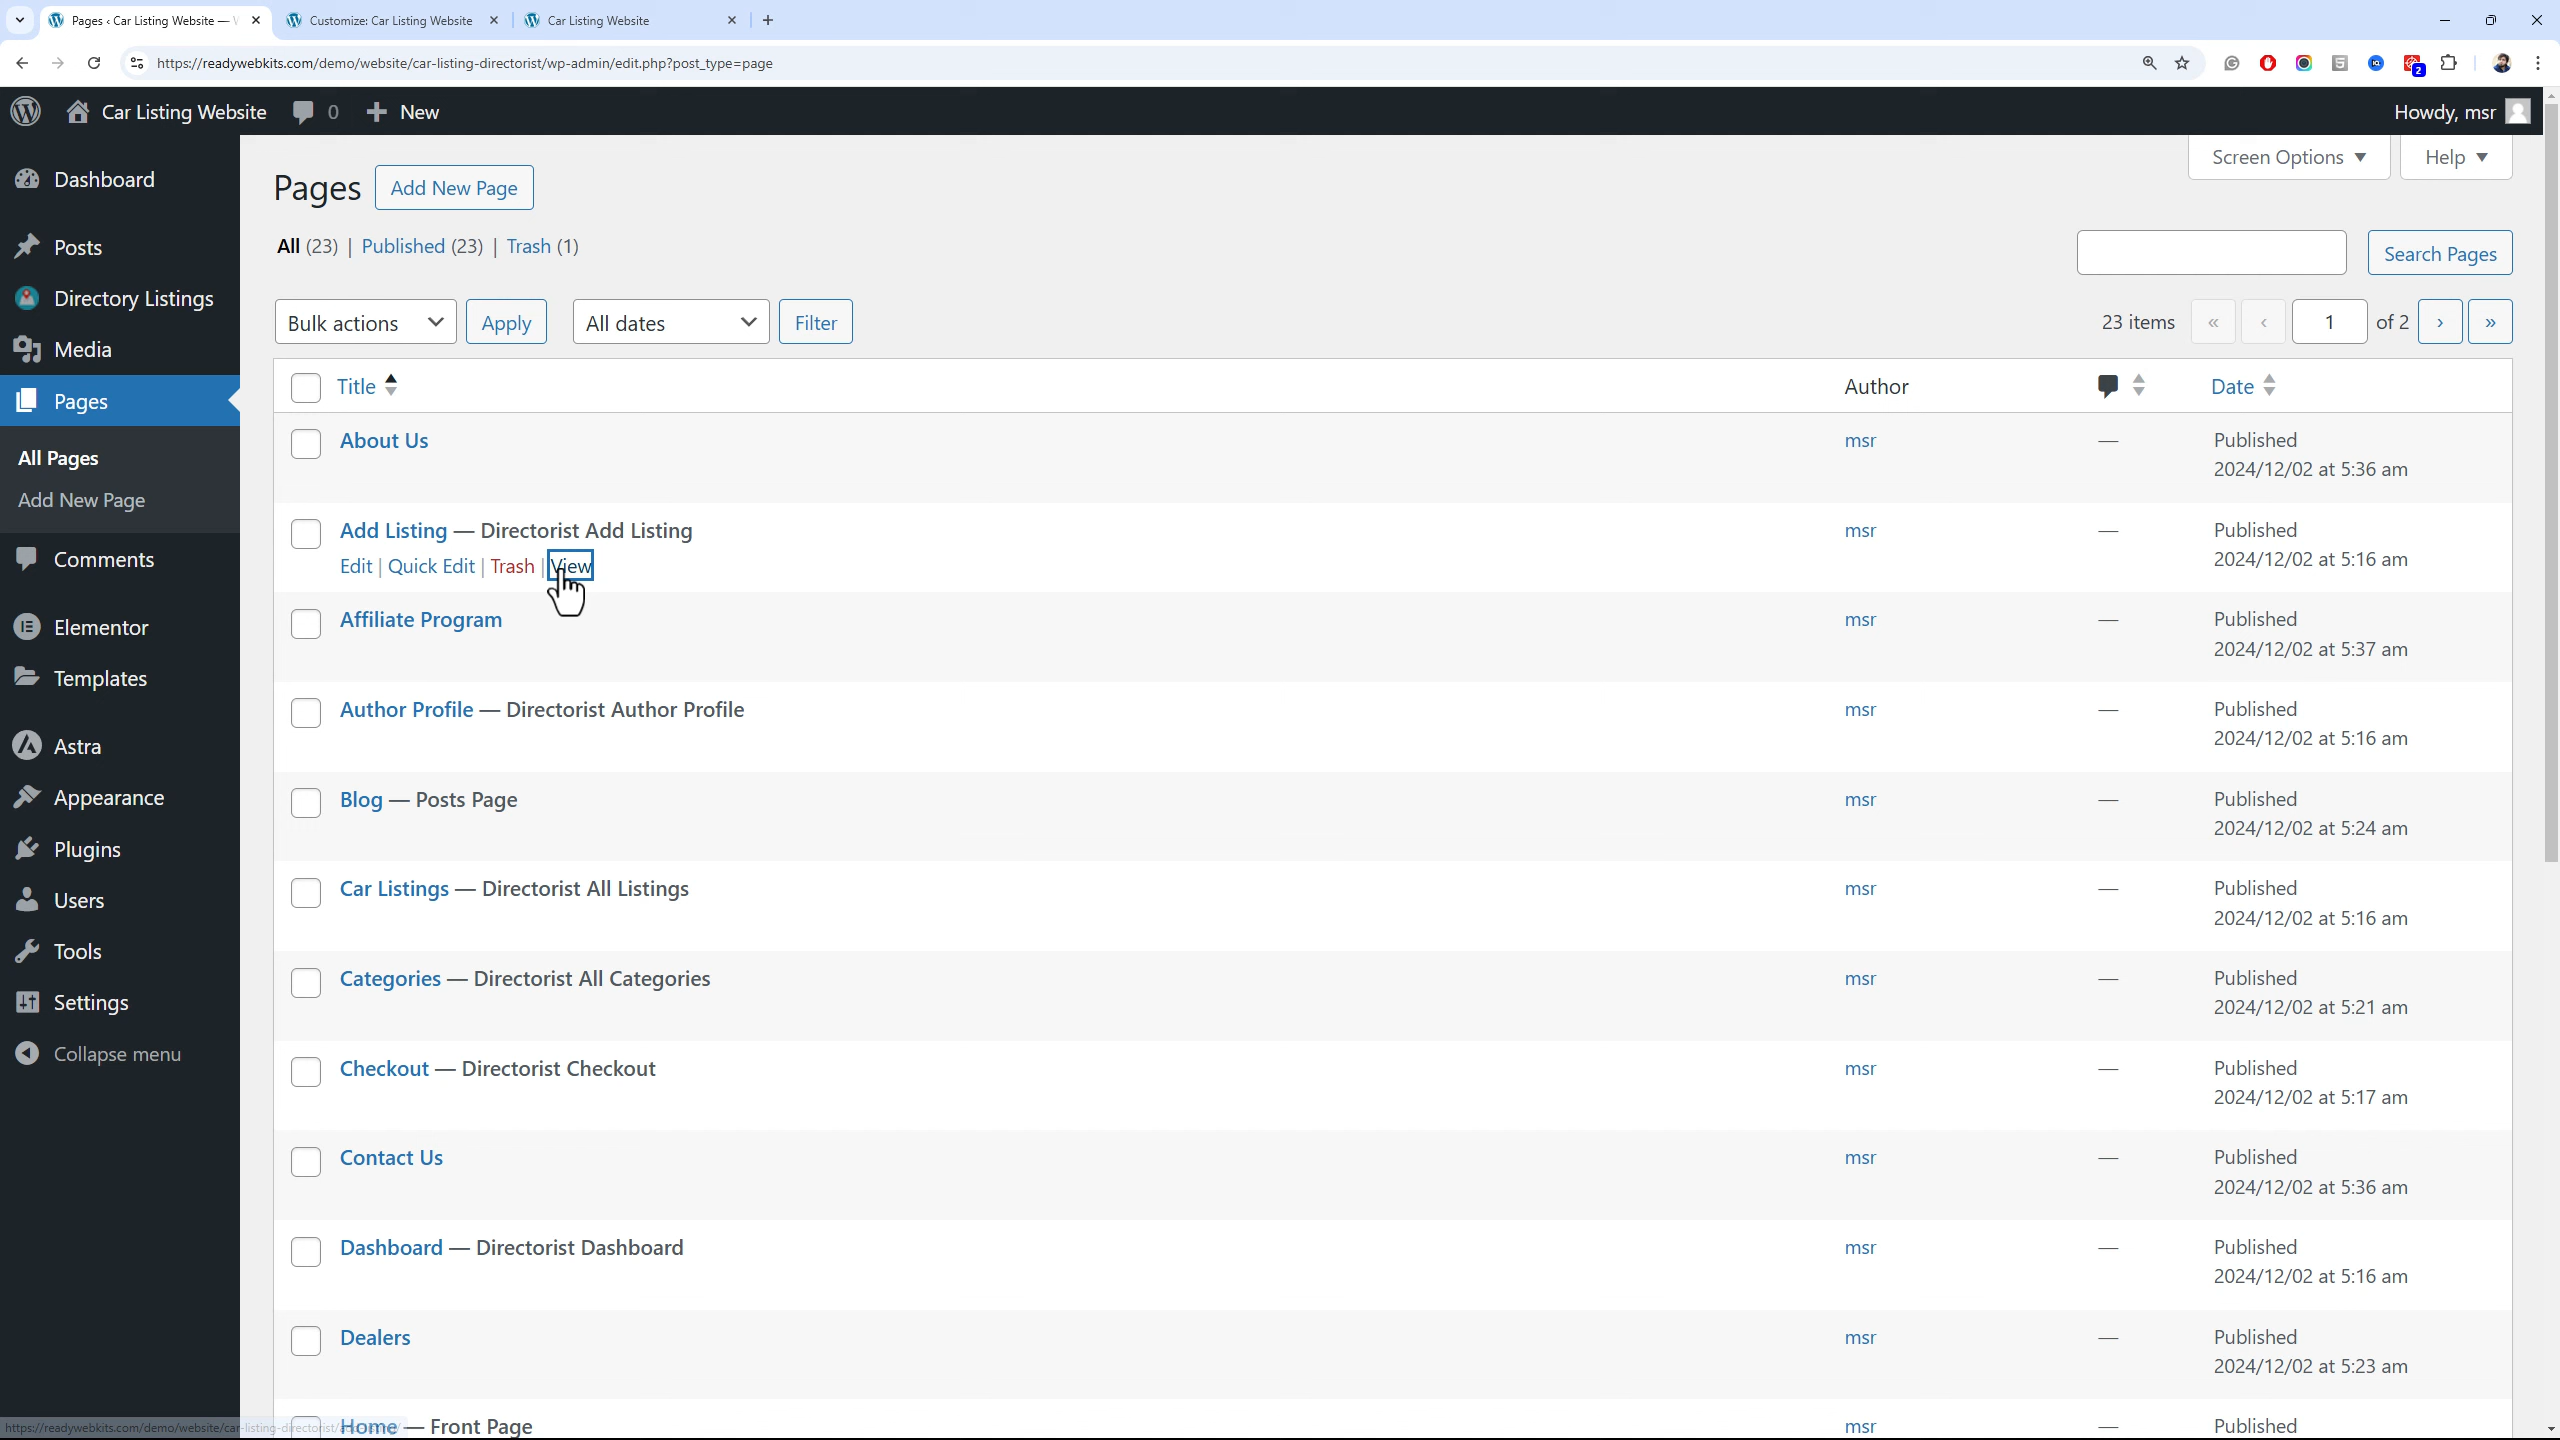 Pages ‹ Car Listing Website —
Customize: Car Listing Website
Car Listing Website
https://readywebkits.com/demo/website/car-listing-directorist/wp-admin/edit.php?post_type=page
2
Car Listing Website
0
New
Howdy, msr
Dashboard
Posts
Directory Listings
Media
Pages
All Pages
Add New Page
Comments
Elementor
Templates
Astra
Appearance
Plugins
Users
Tools
Settings
Collapse menu
Screen Options
Help
Pages
Add New Page
All (23) | Published (23) | Trash (1)
Search Pages
Bulk actions
Apply
All dates
Filter
23 items « ‹ 1 of 2 › »
Title Author Date
About Us msr — Published
2024/12/02 at 5:36 am
Add Listing — Directorist Add Listing msr — Published
Edit | Quick Edit | Trash | View 2024/12/02 at 5:16 am
Affiliate Program msr — Published
2024/12/02 at 5:37 am
Author Profile — Directorist Author Profile msr — Published
2024/12/02 at 5:16 am
Blog — Posts Page msr — Published
2024/12/02 at 5:24 am
Car Listings — Directorist All Listings msr — Published
2024/12/02 at 5:16 am
Categories — Directorist All Categories msr — Published
2024/12/02 at 5:21 am
Checkout — Directorist Checkout msr — Published
2024/12/02 at 5:17 am
Contact Us msr — Published
2024/12/02 at 5:36 am
Dashboard — Directorist Dashboard msr — Published
2024/12/02 at 5:16 am
Dealers msr — Published
2024/12/02 at 5:23 am
Home — Front Page msr — Published